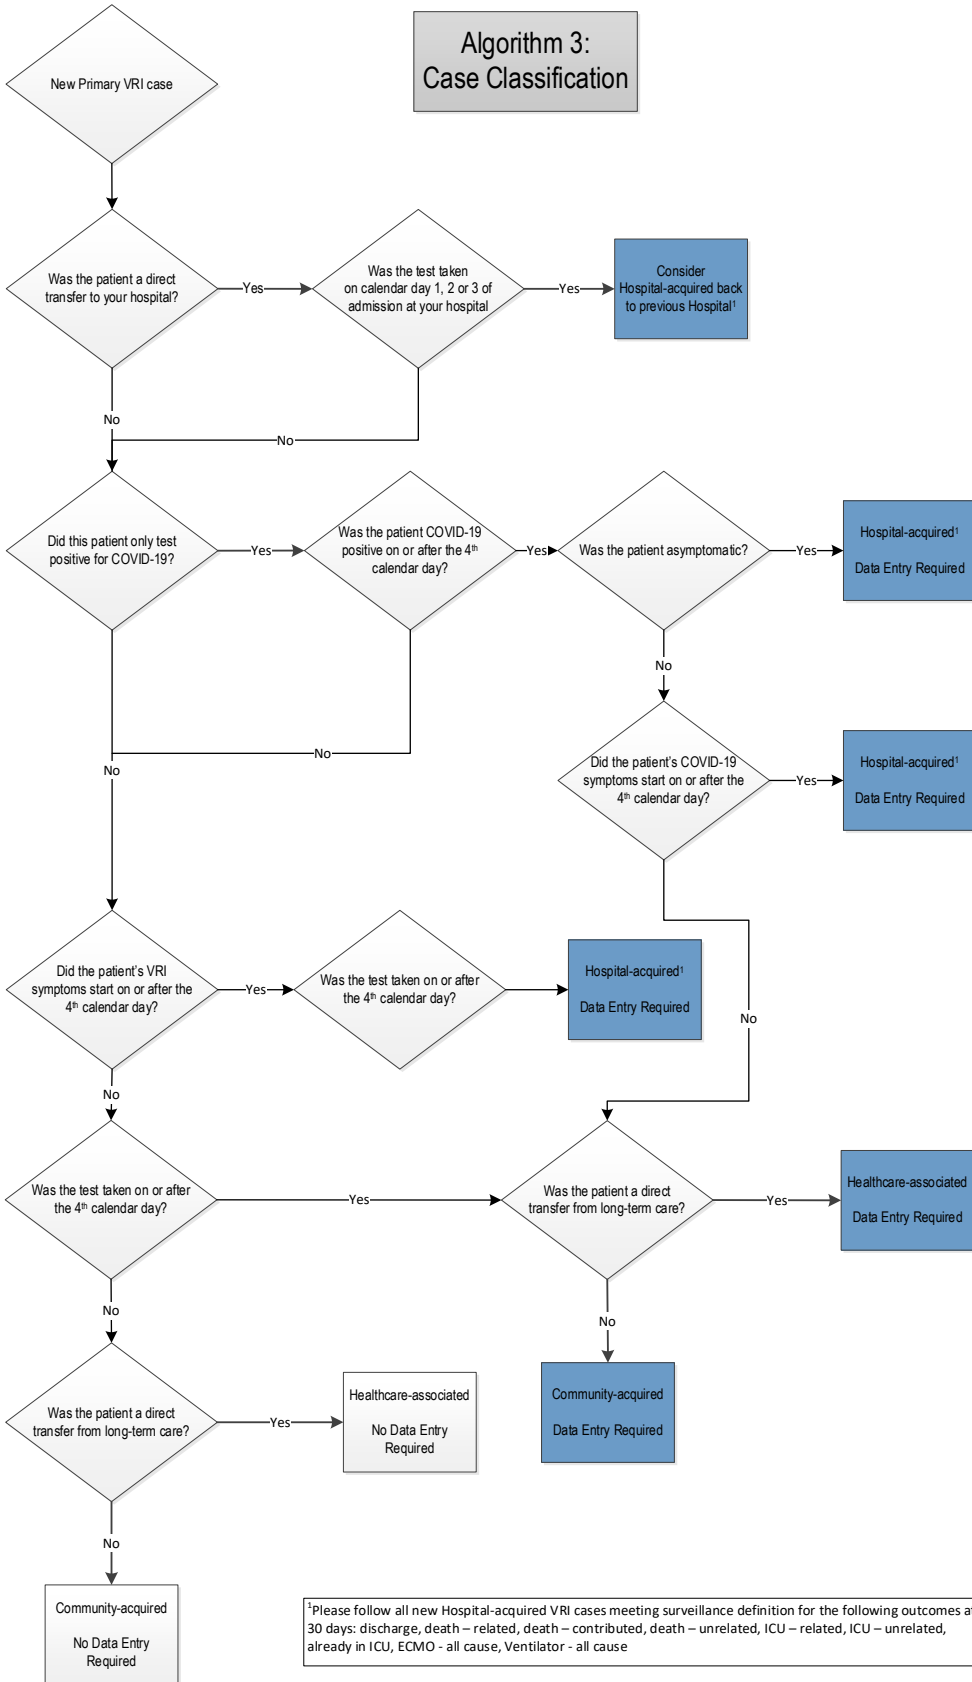 Algorithm 3:
Case Classification
New Primary VRI case
Was the patient a direct
transfer to your hospital?
Yes
Was the test taken
on calendar day 1, 2 or 3 of
admission at your hospital
Yes
Consider
Hospital-acquired back
to previous Hospital¹
No
No
Did this patient only test
positive for COVID-19?
Yes
Was the patient COVID-19
positive on or after the 4th
calendar day?
Yes
Was the patient asymptomatic?
Yes
Hospital-acquired¹
Data Entry Required
No
No
No
Did the patient's COVID-19
symptoms start on or after the
4th calendar day?
Yes
Hospital-acquired¹
Data Entry Required
Did the patient's VRI
symptoms start on or after the
4th calendar day?
Yes
Was the test taken on or after
the 4th calendar day?
Hospital-acquired¹
Data Entry Required
No
No
Was the test taken on or after
the 4th calendar day?
Yes
Was the patient a direct
transfer from long-term care?
Yes
Healthcare-associated
Data Entry Required
No
No
Was the patient a direct
transfer from long-term care?
Yes
Healthcare-associated
No Data Entry
Required
Community-acquired
Data Entry Required
No
Community-acquired
No Data Entry
Required
¹Please follow all new Hospital-acquired VRI cases meeting surveillance definition for the following outcomes at
30 days: discharge, death – related, death – contributed, death – unrelated, ICU – related, ICU – unrelated,
already in ICU, ECMO - all cause, Ventilator - all cause